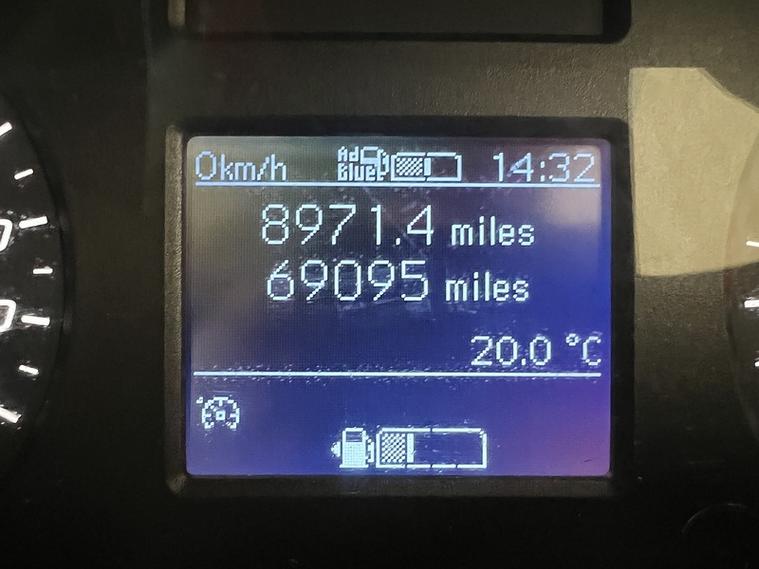 0km/h Ad Blue 14:32
8971.4 miles
69095 miles
20.0 °C